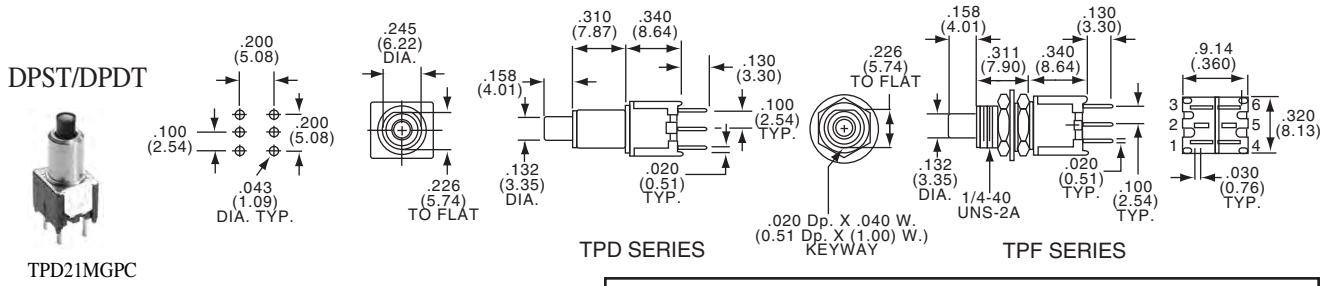 DPST/DPDT
TPD21MGPC
.200
(5.08)
.100
(2.54)
.200
(5.08)
.043
(1.09)
DIA. TYP.
.245
(6.22)
DIA.
.226
(5.74)
TO FLAT
.310
(7.87)
.340
(8.64)
.158
(4.01)
.130
(3.30)
.100
(2.54)
TYP.
.132
(3.35)
DIA.
.020
(0.51)
TYP.
TPD SERIES
.226
(5.74)
TO FLAT
.020 Dp. X .040 W.
(0.51 Dp. X (1.00) W.)
KEYWAY
.158
(4.01)
.311
(7.90)
.340
(8.64)
.130
(3.30)
.132
(3.35)
DIA.
1/4-40
UNS-2A
.020
(0.51)
TYP.
.100
(2.54)
TYP.
TPF SERIES
.9.14
(.360)
3
6
2
5
1
4
.320
(8.13)
.030
(0.76)
TYP.